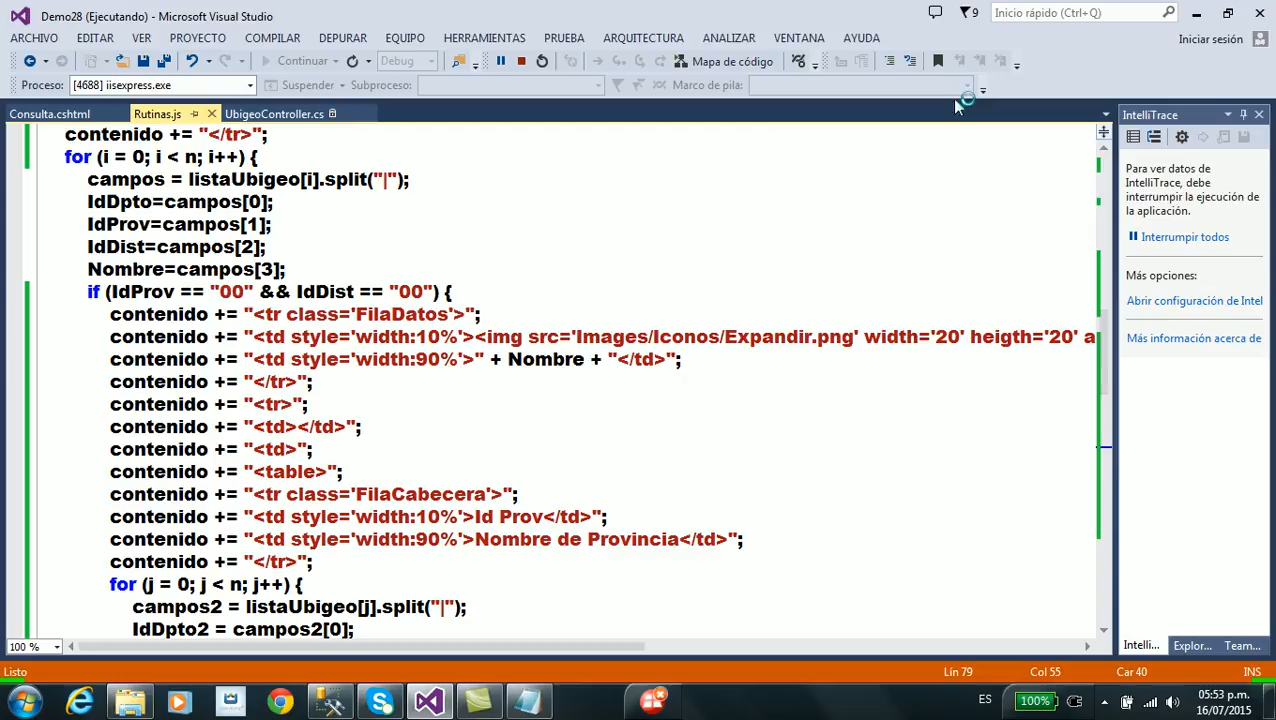 Demo28 (Ejecutando) - Microsoft Visual Studio
9
Inicio rápido (Ctrl+Q)
ARCHIVO EDITAR VER PROYECTO COMPILAR DEPURAR EQUIPO HERRAMIENTAS PRUEBA ARQUITECTURA ANALIZAR VENTANA AYUDA
Iniciar sesión
Continuar Debug Mapa de código
Proceso: [4688] iisexpress.exe Suspender Subproceso: Marco de pila:
Consulta.cshtml Rutinas.js UbigeoController.cs
contenido += "</tr>";
for (i = 0; i < n; i++) {
campos = listaUbigeo[i].split("|");
IdDpto=campos[0];
IdProv=campos[1];
IdDist=campos[2];
Nombre=campos[3];
if (IdProv == "00" && IdDist == "00") {
contenido += "<tr class='FilaDatos'>";
contenido += "<td style='width:10%'><img src='Images/Iconos/Expandir.png' width='20' heigth='20' a
contenido += "<td style='width:90%'>" + Nombre + "</td>";
contenido += "</tr>";
contenido += "<tr>";
contenido += "<td></td>";
contenido += "<td>";
contenido += "<table>";
contenido += "<tr class='FilaCabecera'>";
contenido += "<td style='width:10%'>Id Prov</td>";
contenido += "<td style='width:90%'>Nombre de Provincia</td>";
contenido += "</tr>";
for (j = 0; j < n; j++) {
campos2 = listaUbigeo[j].split("|");
IdDpto2 = campos2[0];
100 %
IntelliTrace
Para ver datos de
IntelliTrace, debe
interrumpir la ejecución de
la aplicación.
Interrumpir todos
Más opciones:
Abrir configuración de Intel
Más información acerca de
Intelli... Explor... Team...
Listo Lín 79 Col 55 Car 40 INS
ES 100% 05:53 p.m.
16/07/2015